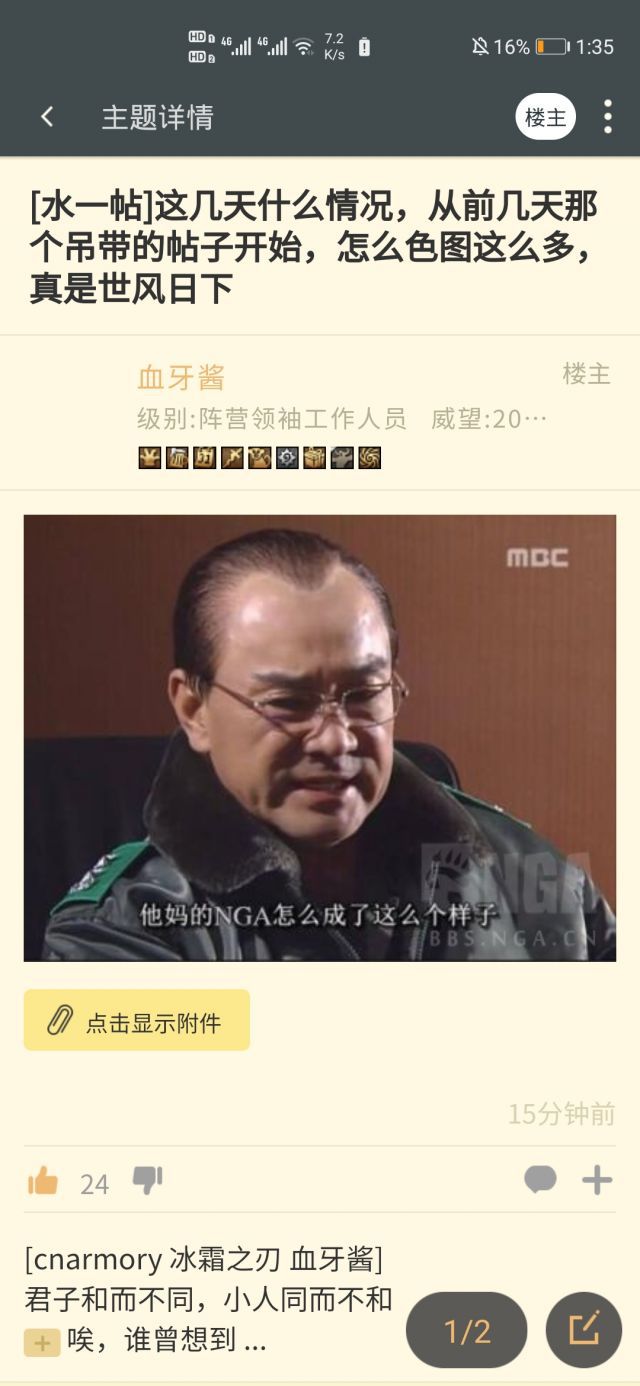 HD 1 4G 4G 7.2 16% 1:35
HD 2 K/s
主题详情 楼主
[水一帖]这几天什么情况，从前几天那
个吊带的帖子开始，怎么色图这么多，
真是世风日下
血牙酱 楼主
级别:阵营领袖工作人员 威望:20…
MBC
NGA
他妈的NGA怎么成了这么个样子
BBS.NGA.CN
点击显示附件
15分钟前
24
[cnarmory 冰霜之刃 血牙酱]
君子和而不同，小人同而不和
唉，谁曾想到 ...
1/2